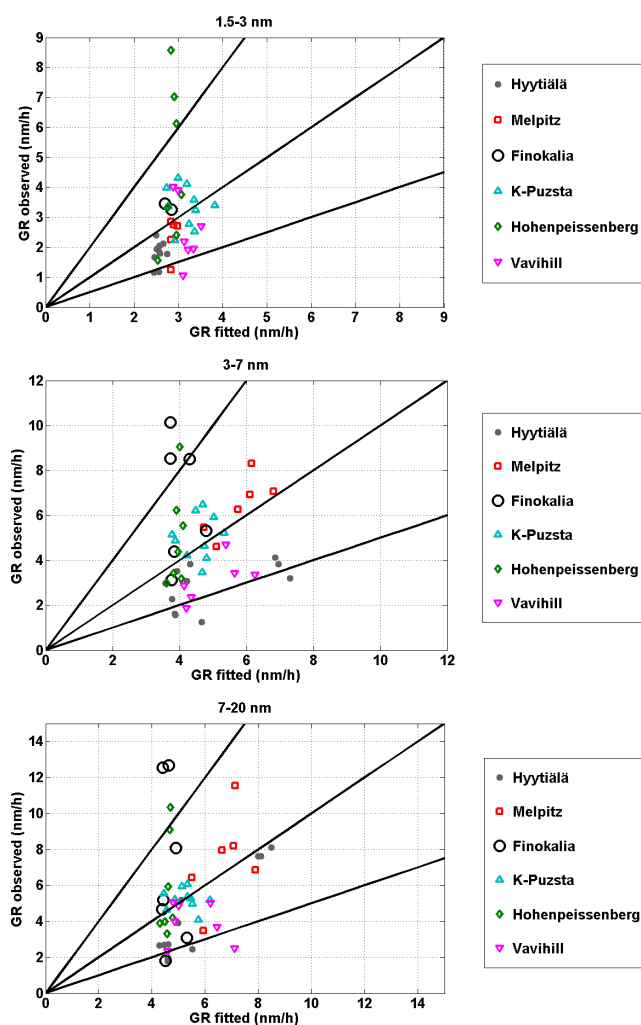 1.5-3 nm
9
8
7
6
5
4
3
2
1
0
GR observed (nm/h)
0 1 2 3 4 5 6 7 8 9
GR fitted (nm/h)
Hyytiälä
Melpitz
Finokalia
K-Puzsta
Hohenpeissenberg
Vavihill
3-7 nm
12
10
8
6
4
2
0
GR observed (nm/h)
0 2 4 6 8 10 12
GR fitted (nm/h)
Hyytiälä
Melpitz
Finokalia
K-Puzsta
Hohenpeissenberg
Vavihill
7-20 nm
14
12
10
8
6
4
2
0
GR observed (nm/h)
0 2 4 6 8 10 12 14
GR fitted (nm/h)
Hyytiälä
Melpitz
Finokalia
K-Puzsta
Hohenpeissenberg
Vavihill